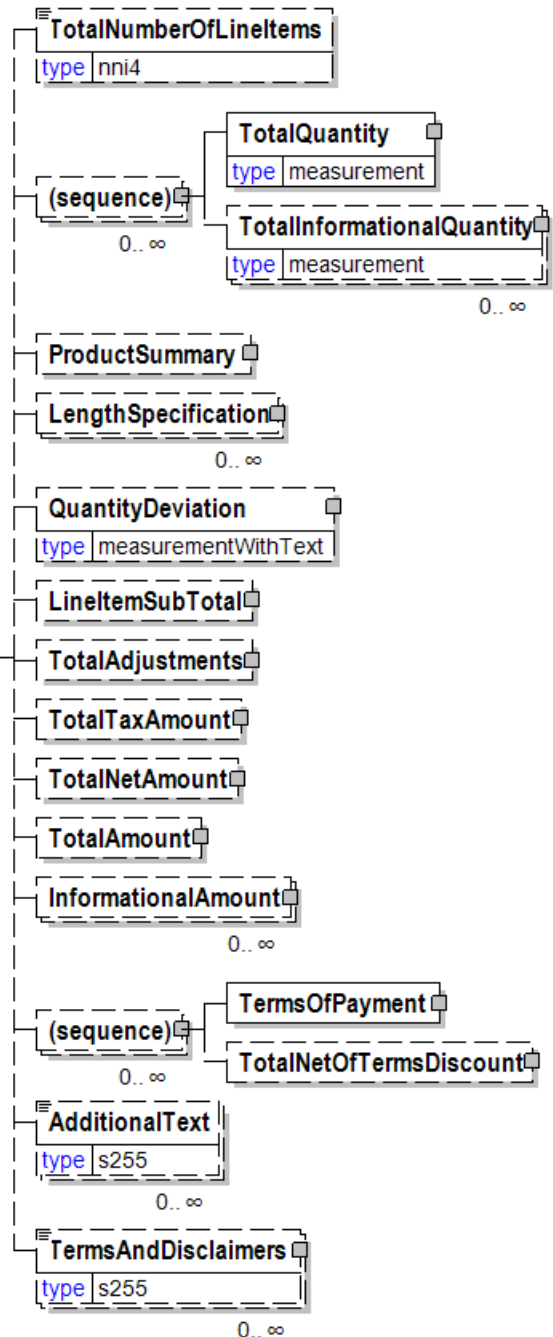 TotalNumberOfLineItems
type nni4
TotalQuantity
type measurement
(sequence)
0.. ∞
TotalInformationalQuantity
type measurement
0.. ∞
ProductSummary
LengthSpecification
0.. ∞
QuantityDeviation
type measurementWithText
LineItemSubTotal
TotalAdjustments
TotalTaxAmount
TotalNetAmount
TotalAmount
InformationalAmount
0.. ∞
TermsOfPayment
(sequence)
0.. ∞
TotalNetOfTermsDiscount
AdditionalText
type s255
0.. ∞
TermsAndDisclaimers
type s255
0.. ∞